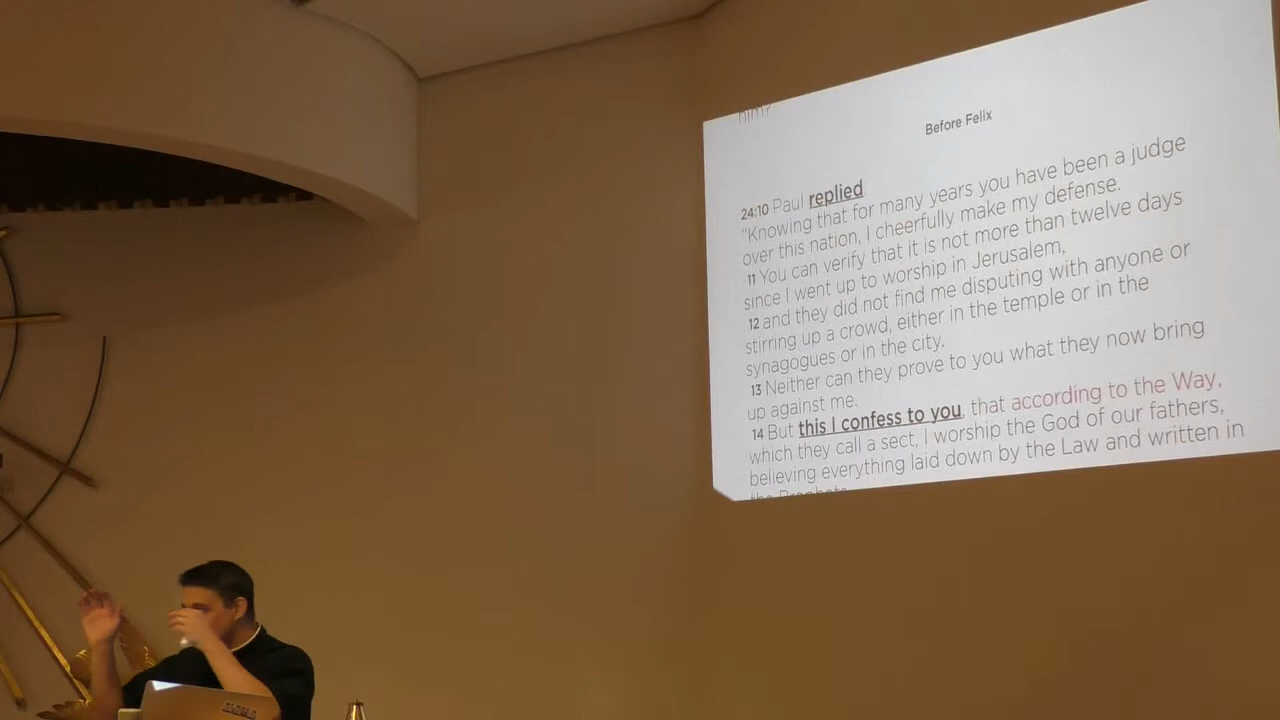 him?
Before Felix
24:10 Paul replied
"Knowing that for many years you have been a judge
over this nation, I cheerfully make my defense.
11 You can verify that it is not more than twelve days
since I went up to worship in Jerusalem,
12 and they did not find me disputing with anyone or
stirring up a crowd, either in the temple or in the
synagogues or in the city.
13 Neither can they prove to you what they now bring
up against me.
14 But this I confess to you, that according to the Way,
which they call a sect, I worship the God of our fathers,
believing everything laid down by the Law and written in
the Prophets